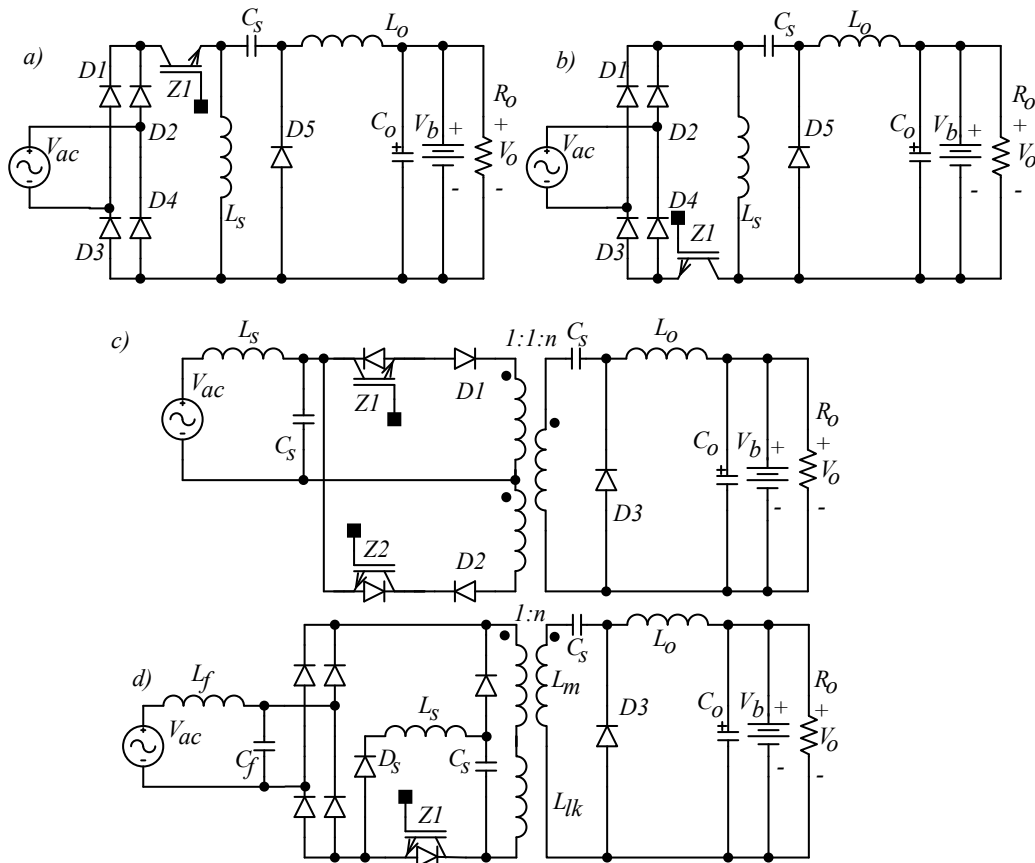 a)
D1
Z1
C_s
L_o
D2
V_ac
D4
D3
L_s
D5
C_o
V_b
+
-
R_o
+
V_o
-
b)
D1
C_s
L_o
D2
V_ac
D4
D3
Z1
L_s
D5
C_o
V_b
+
-
R_o
+
V_o
-
c)
L_s
V_ac
C_s
Z1
D1
1:1:n
C_s
L_o
Z2
D2
D3
C_o
V_b
+
-
R_o
+
V_o
-
d)
L_f
V_ac
C_f
L_s
D_s
C_s
Z1
1:n
L_m
L_lk
C_s
L_o
D3
C_o
V_b
+
-
R_o
+
V_o
-